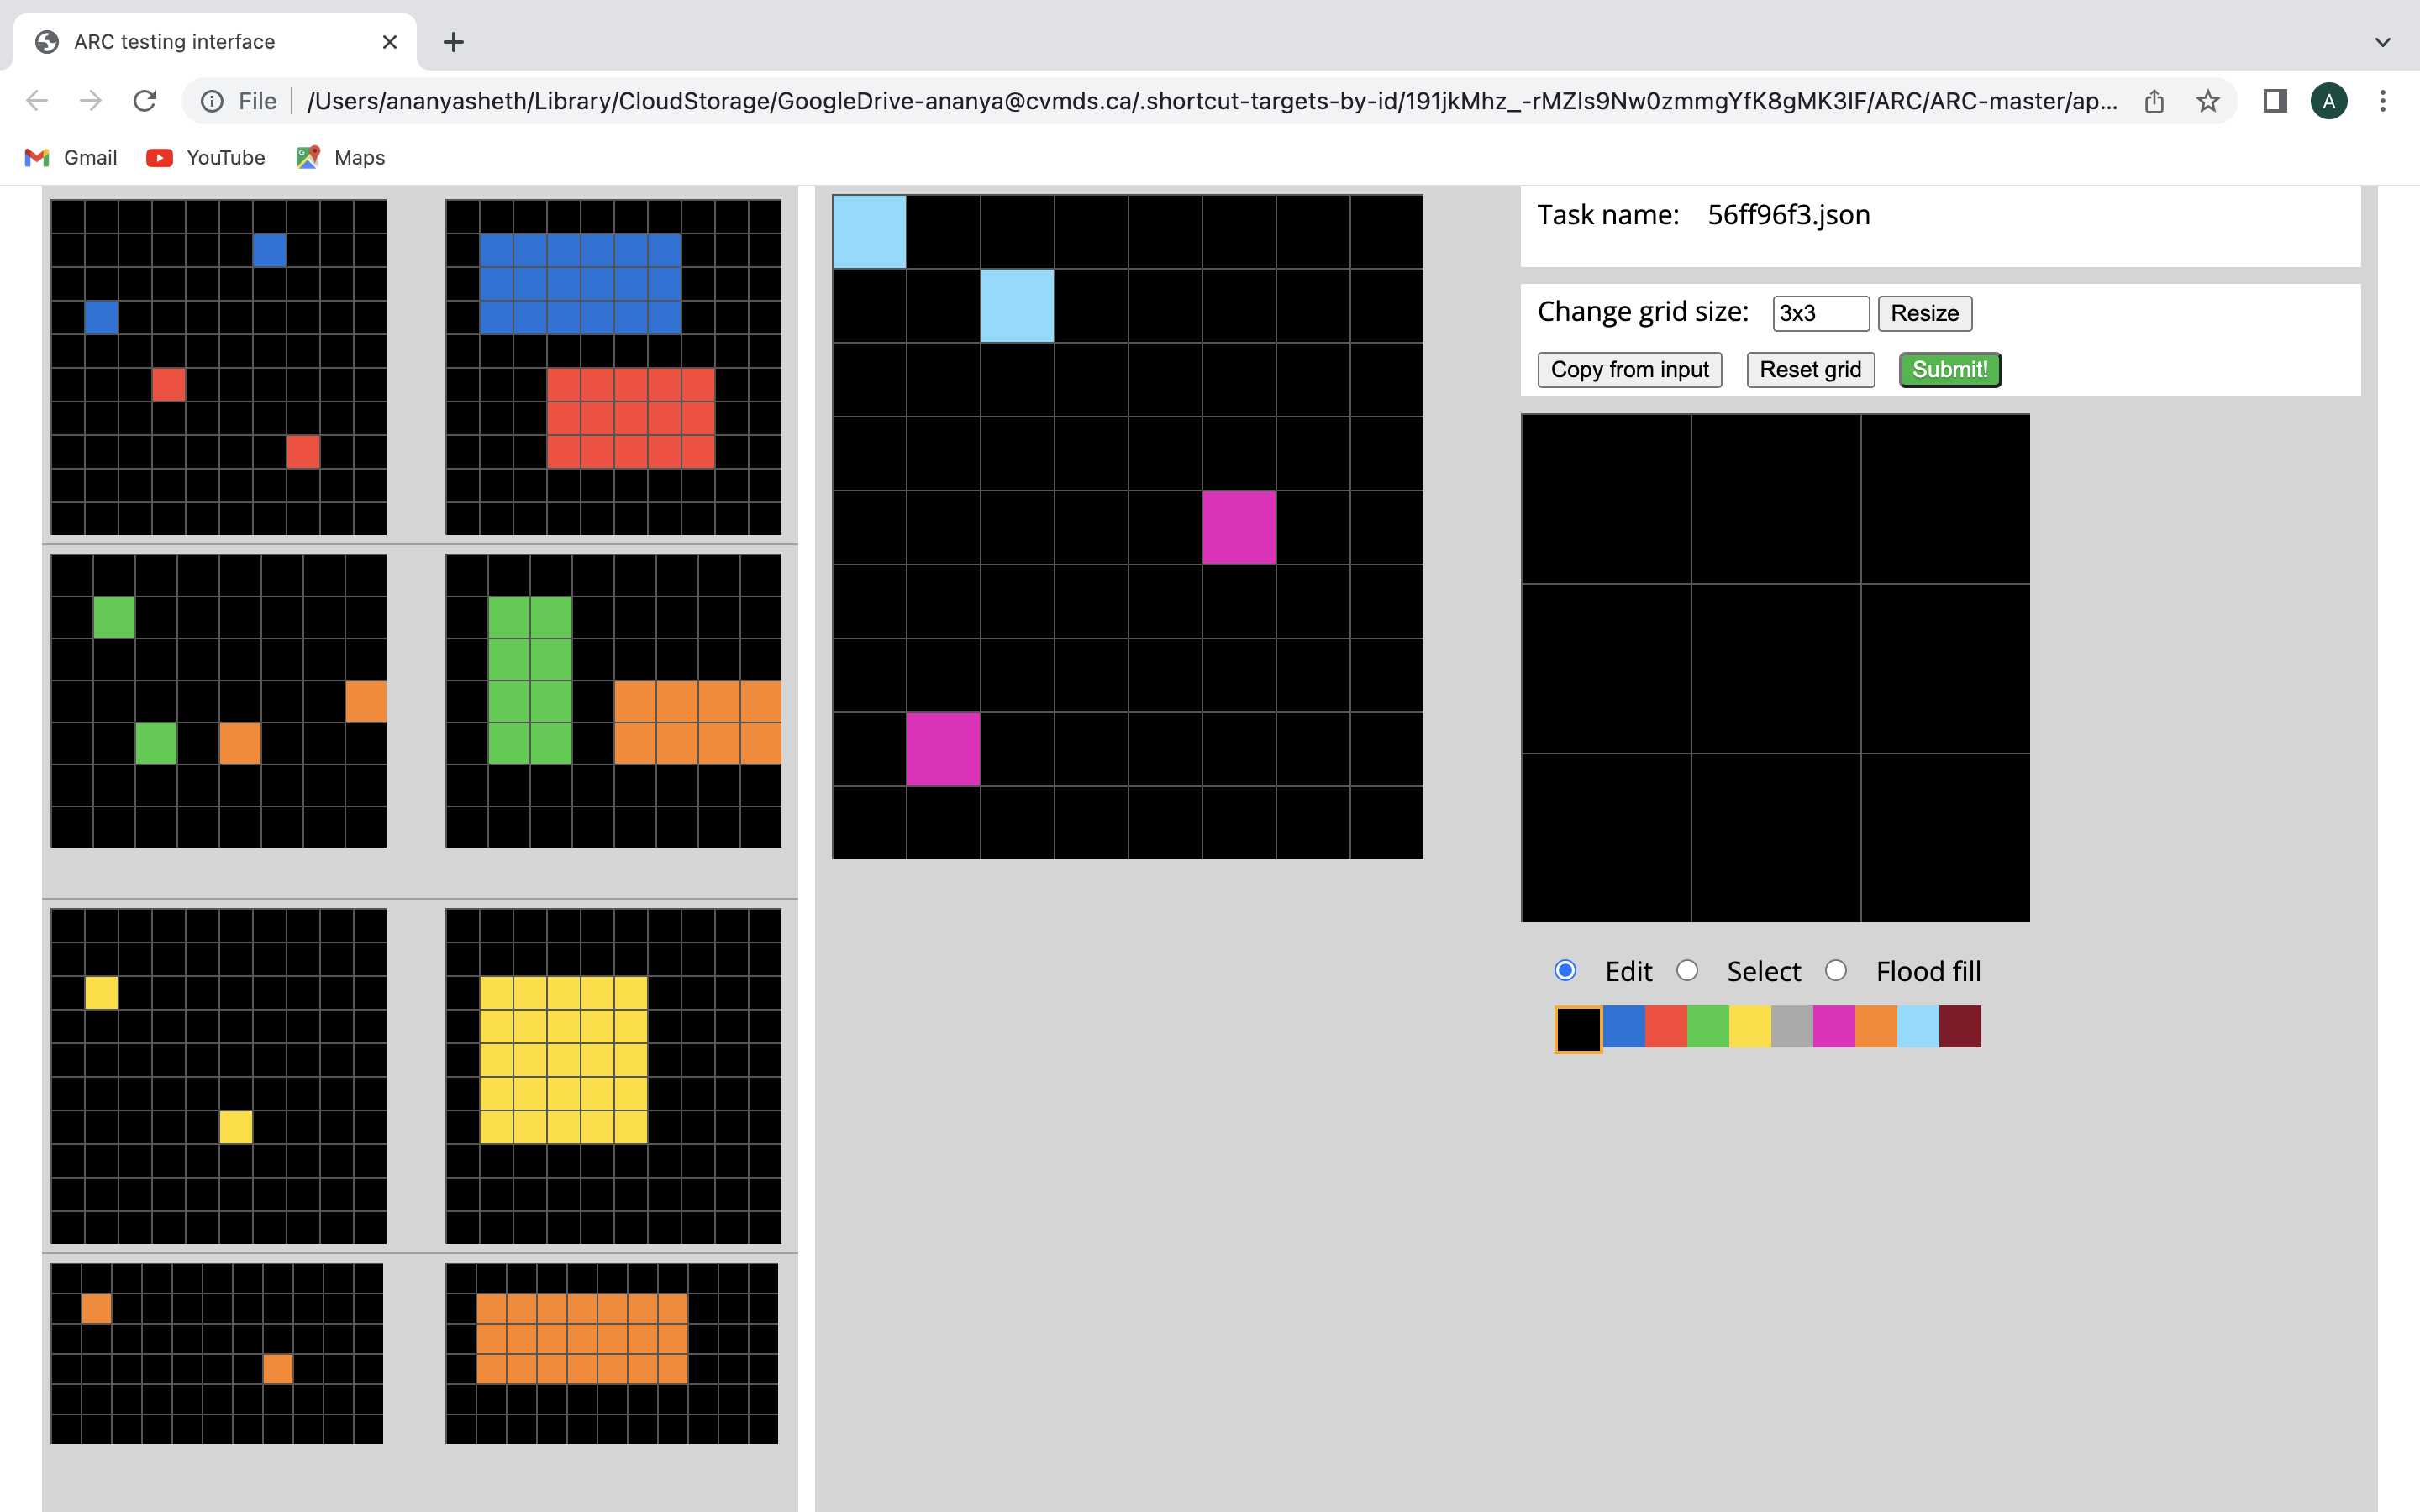 ARC testing interface
File /Users/ananyasheth/Library/CloudStorage/GoogleDrive-ananya@cvmds.ca/.shortcut-targets-by-id/191jkMhz_-rMZls9Nw0zmmgYfK8gMK3IF/ARC/ARC-master/ap...
A
Gmail YouTube Maps
Task name: 56ff96f3.json
Change grid size: 3x3 Resize
Copy from input Reset grid Submit!
Edit Select Flood fill